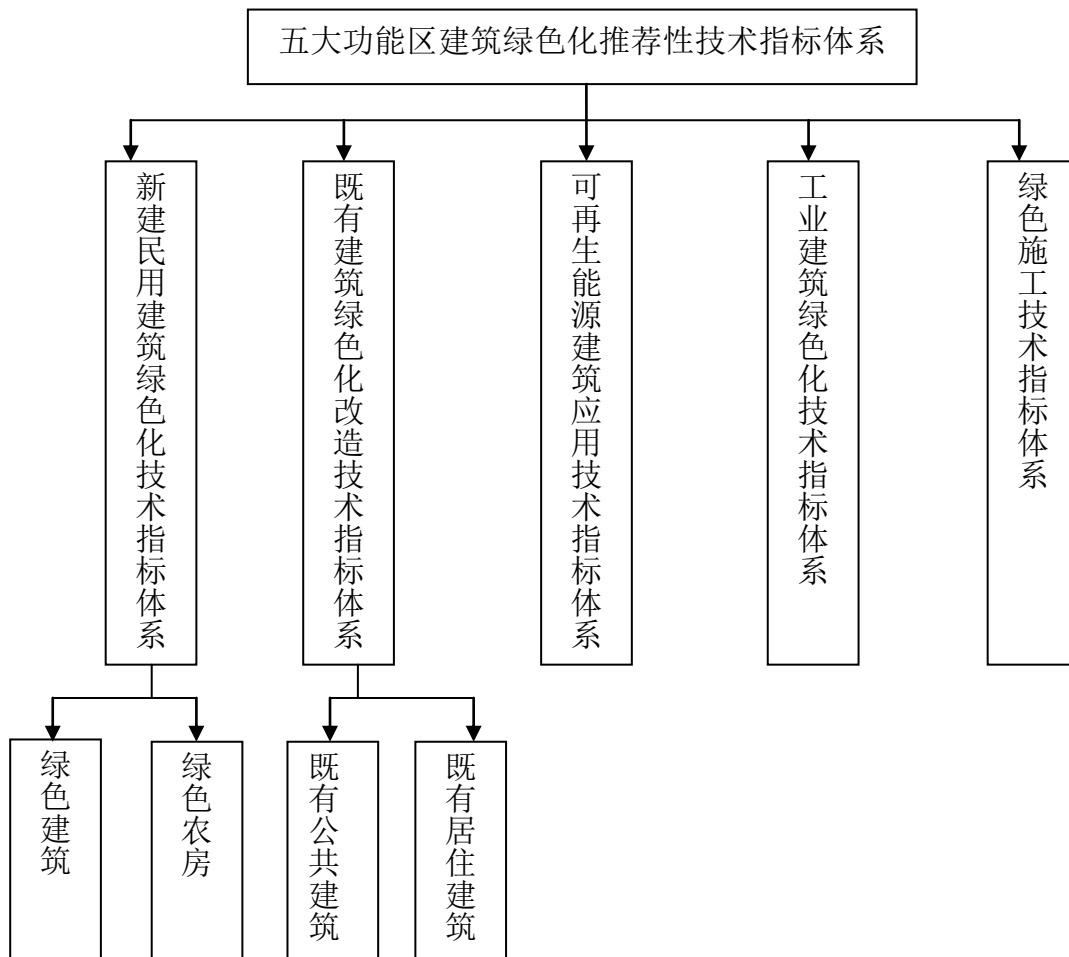 五大功能区建筑绿色化推荐性技术指标体系
新建民用建筑绿色化技术指标体系
既有建筑绿色化改造技术指标体系
可再生能源建筑应用技术指标体系
工业建筑绿色化技术指标体系
绿色施工技术指标体系
绿色建筑
绿色农房
既有公共建筑
既有居住建筑